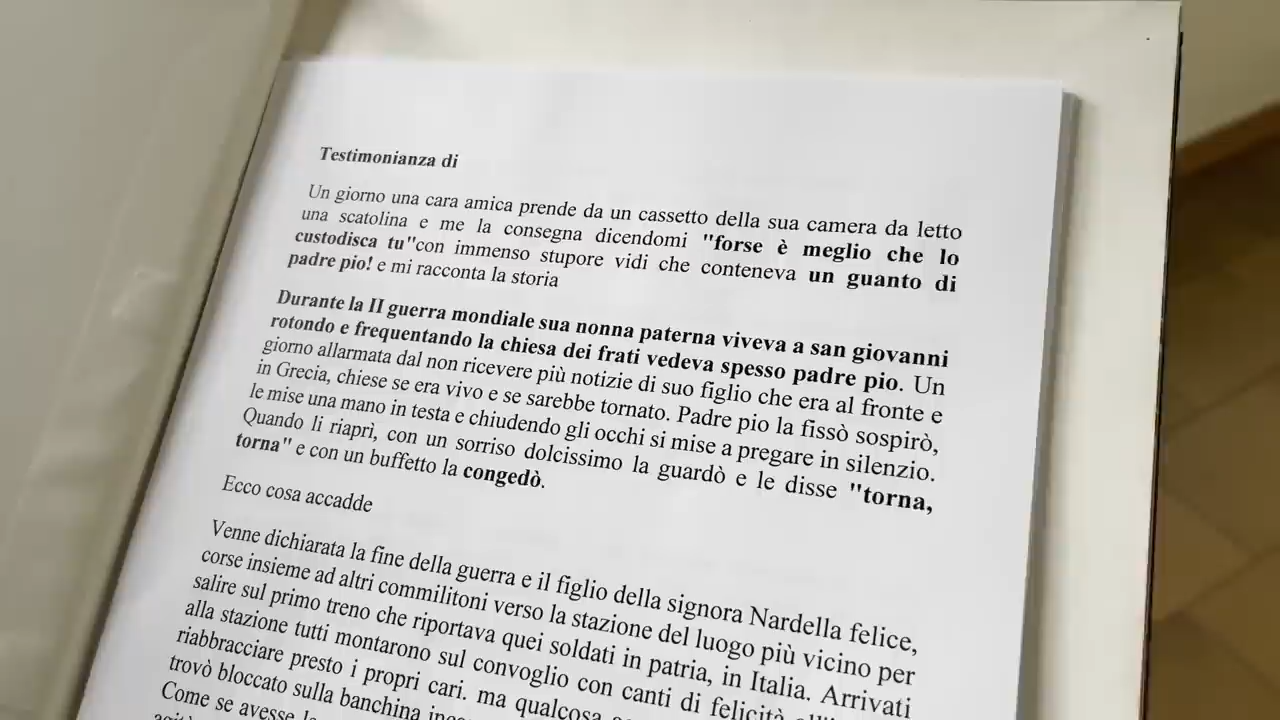 Testimonianza di
Un giorno una cara amica prende da un cassetto della sua camera da letto
una scatolina e me la consegna dicendomi "forse è meglio che lo
custodisca tu"con immenso stupore vidi che conteneva un guanto di
padre pio! e mi racconta la storia
Durante la II guerra mondiale sua nonna paterna viveva a san giovanni
rotondo e frequentando la chiesa dei frati vedeva spesso padre pio. Un
giorno allarmata dal non ricevere più notizie di suo figlio che era al fronte e
in Grecia, chiese se era vivo e se sarebbe tornato. Padre pio la fissò sospirò,
le mise una mano in testa e chiudendo gli occhi si mise a pregare in silenzio.
Quando li riaprì, con un sorriso dolcissimo la guardò e le disse "torna,
torna" e con un buffetto la congedò.
Ecco cosa accadde
Venne dichiarata la fine della guerra e il figlio della signora Nardella felice,
corse insieme ad altri commilitoni verso la stazione del luogo più vicino per
salire sul primo treno che riportava quei soldati in patria, in Italia. Arrivati
alla stazione tutti montarono sul convoglio con canti di felicità
riabbracciare presto i propri cari. ma qualcosa
trovò bloccato sulla banchina
Come se avesse